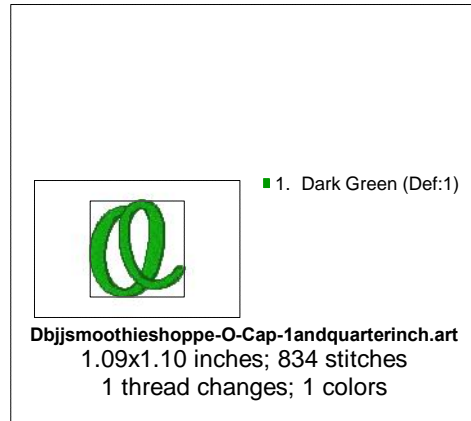 1. Dark Green (Def:1)
O
Dbjjsmoothieshoppe-O-Cap-1andquarterinch.art
1.09x1.10 inches; 834 stitches
1 thread changes; 1 colors